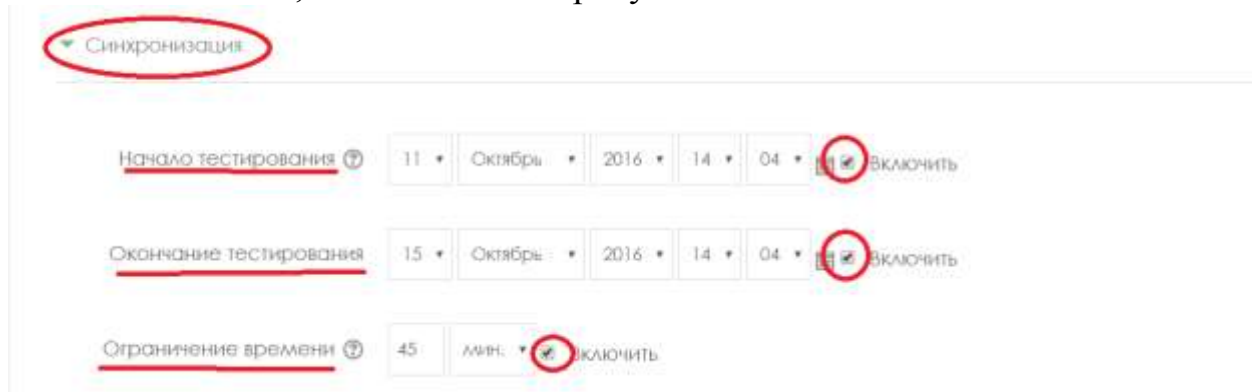 Синхронизация
Начало тестирования 11 Октябрь 2016 14 04 Включить
Окончание тестирования 15 Октябрь 2016 14 04 Включить
Ограничение времени 45 мин. Включить